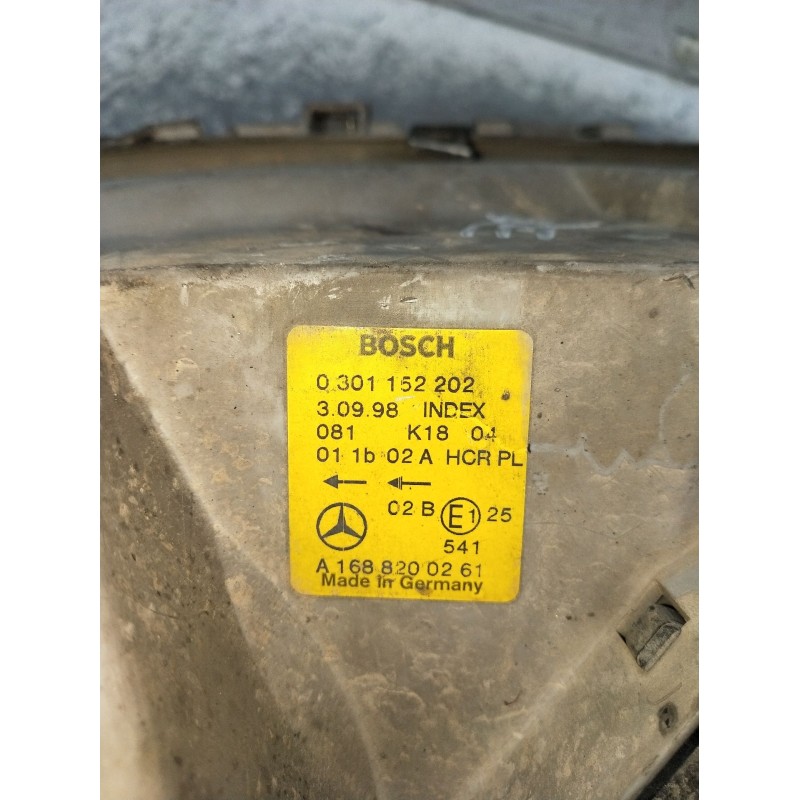 BOSCH
0 301 152 202
3.09.98 INDEX
081 K18 04
01 1b 02 A HCR PL
02 B E1 25
541
A 168 820 02 61
Made in Germany